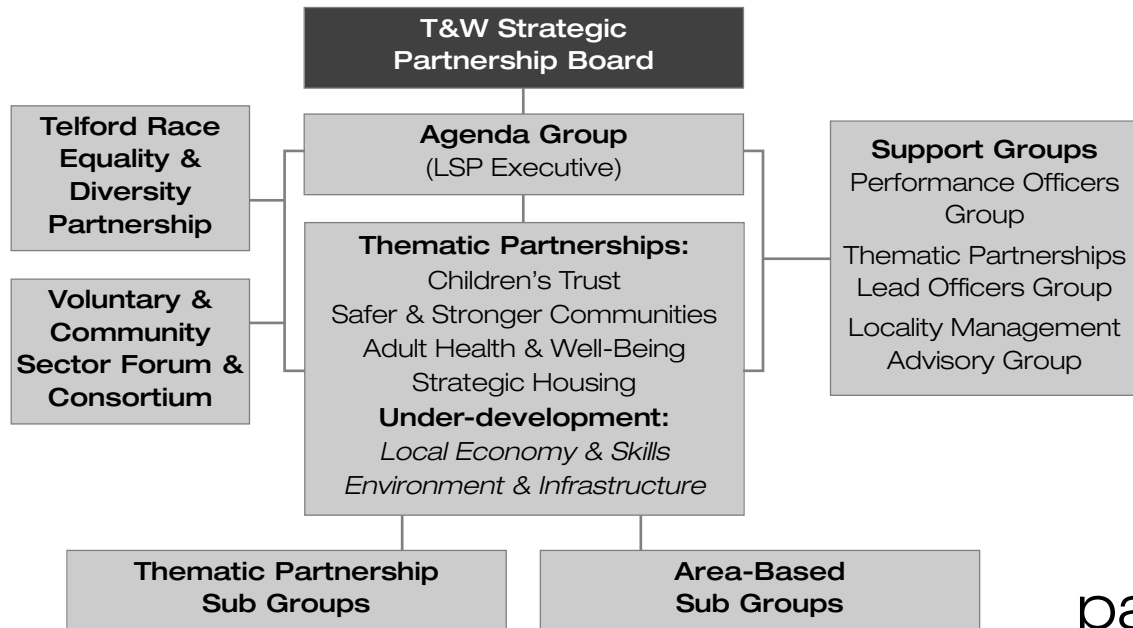 T&W Strategic
Partnership Board
Telford Race
Equality &
Diversity
Partnership
Agenda Group
(LSP Executive)
Support Groups
Performance Officers
Group
Thematic Partnerships
Lead Officers Group
Locality Management
Advisory Group
Voluntary &
Community
Sector Forum &
Consortium
Thematic Partnerships:
Children’s Trust
Safer & Stronger Communities
Adult Health & Well-Being
Strategic Housing
Under-development:
Local Economy & Skills
Environment & Infrastructure
Thematic Partnership
Sub Groups
Area-Based
Sub Groups